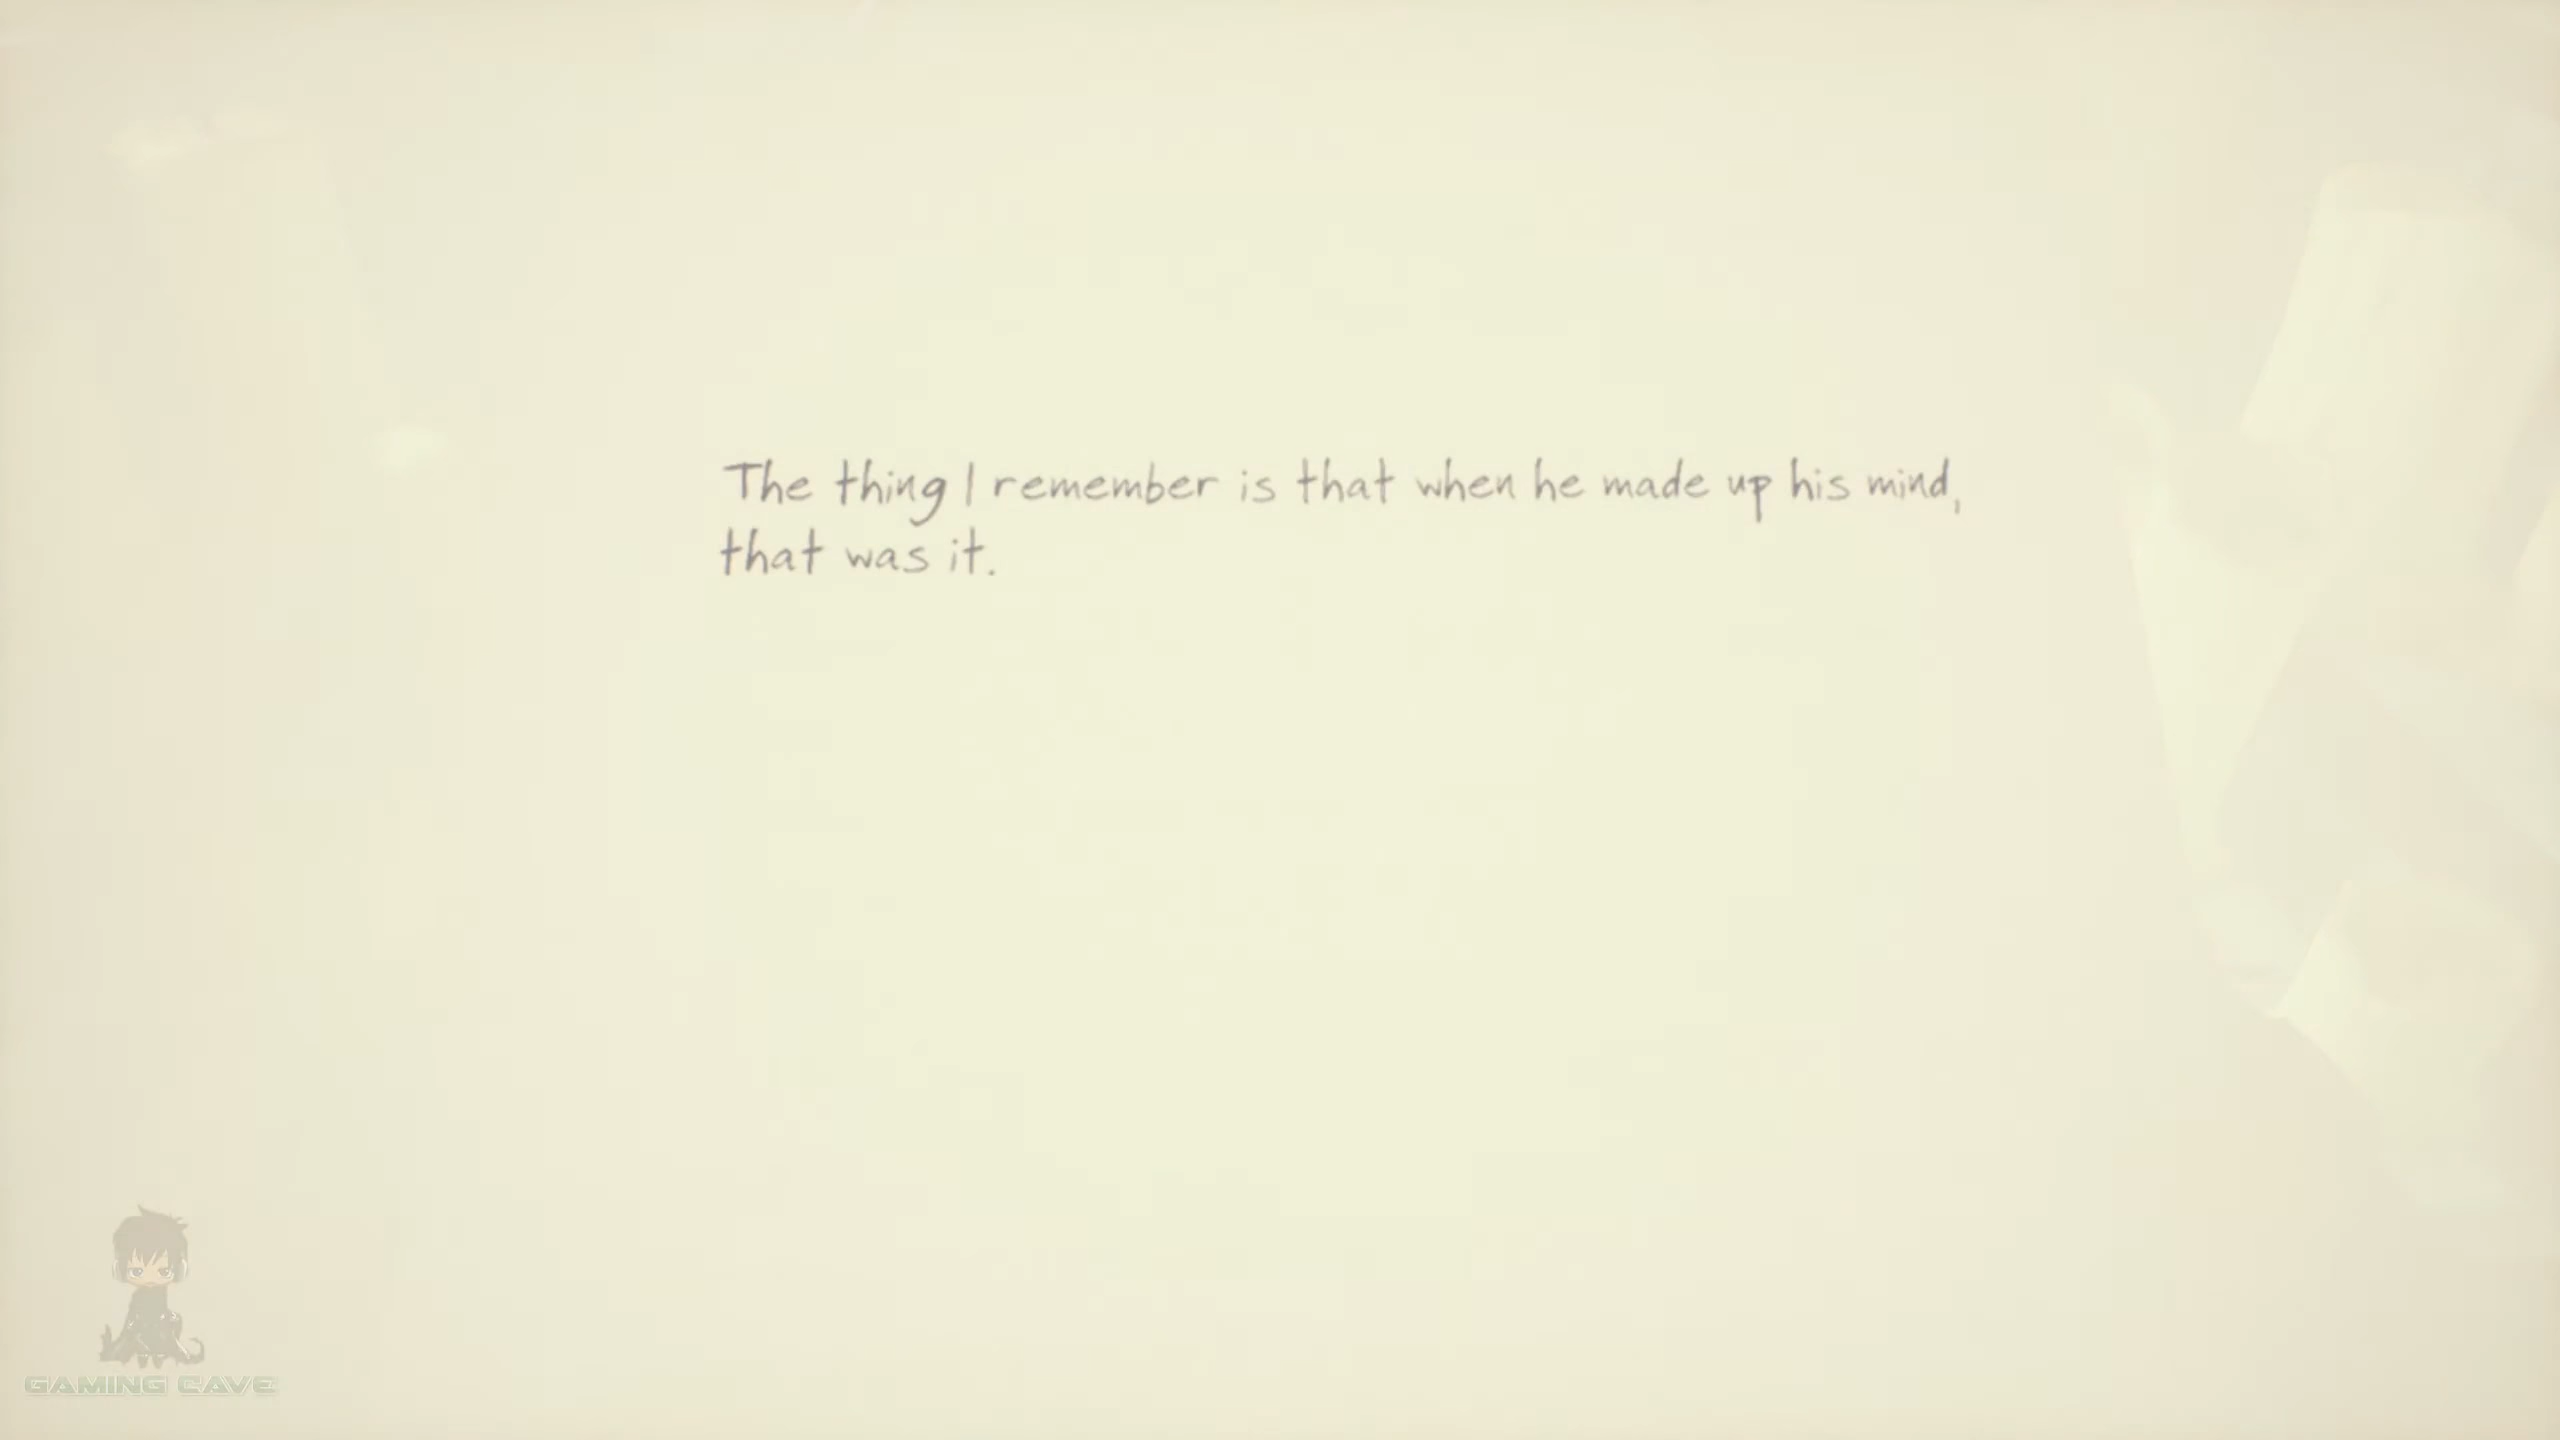 The thing I remember is that when he made up his mind,
that was it.
GAMING CAVE